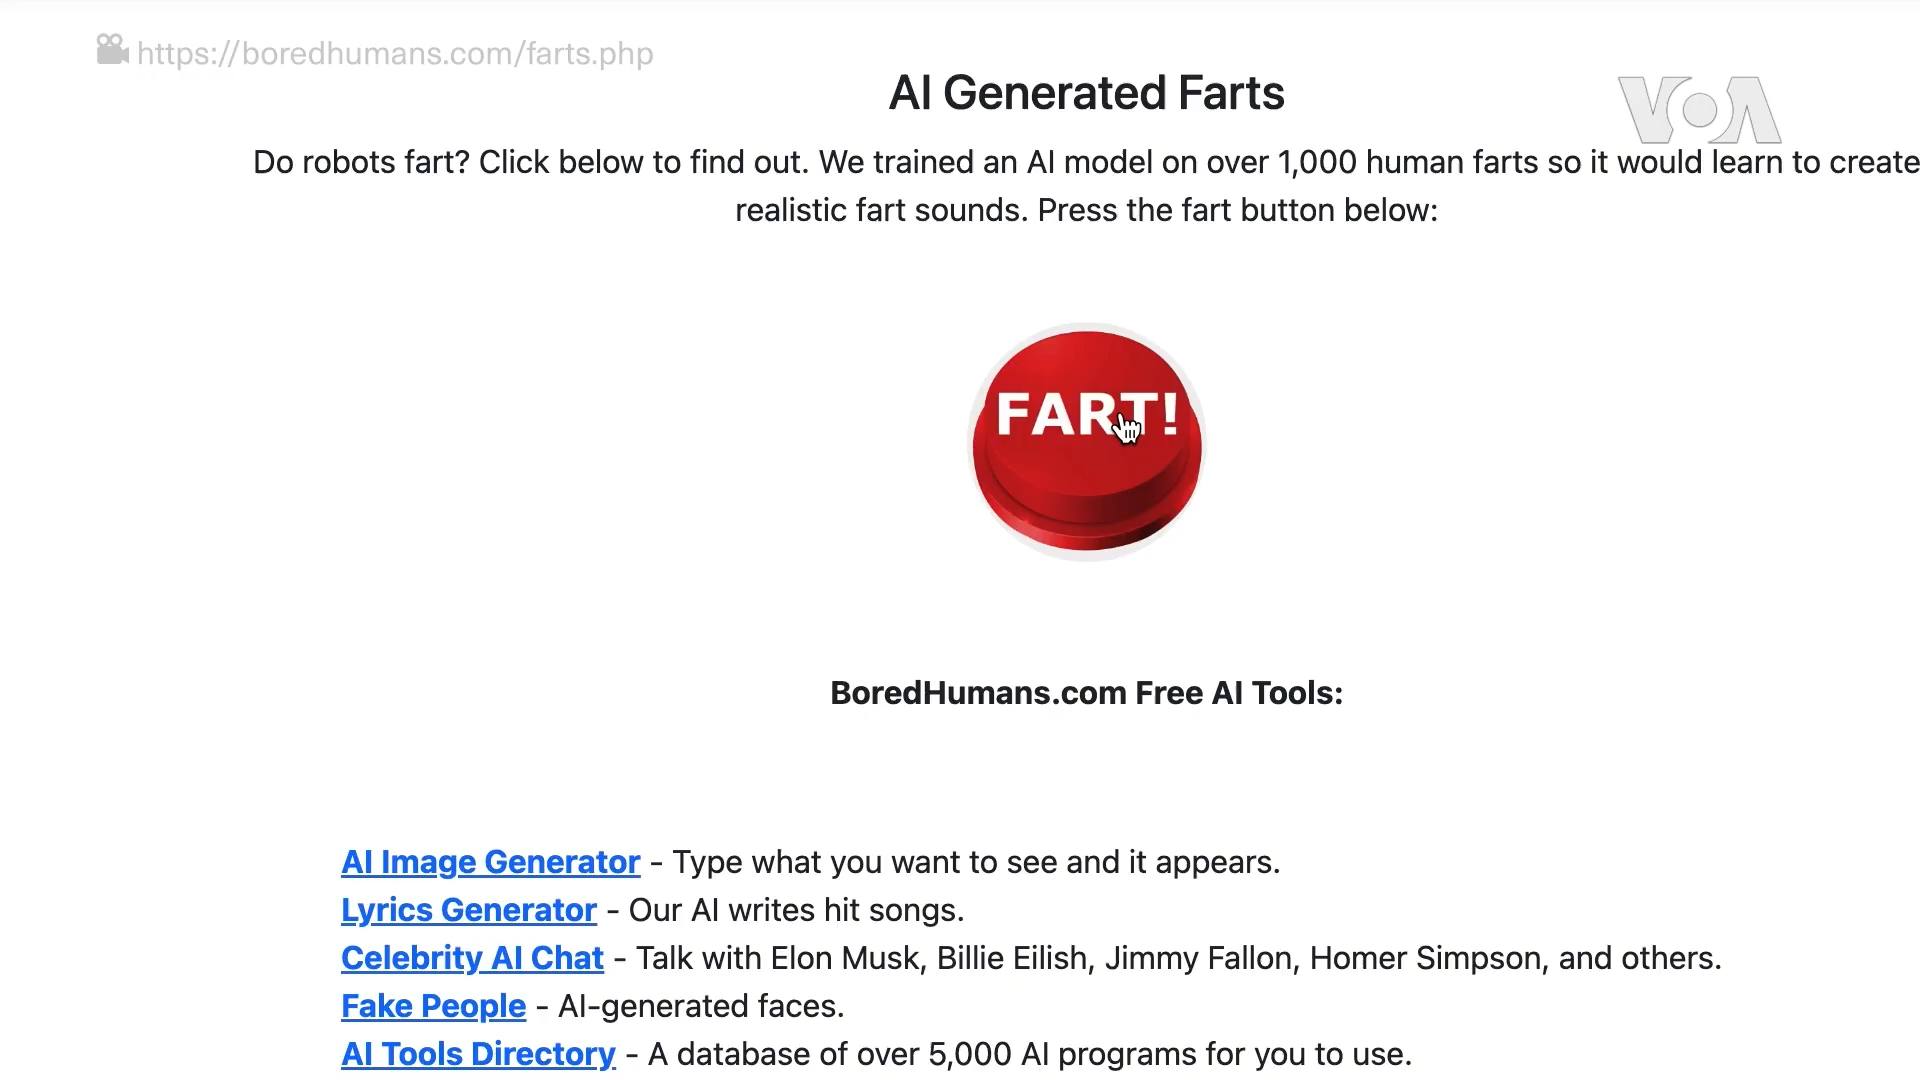 https://boredhumans.com/farts.php
AI Generated Farts
VOA
Do robots fart? Click below to find out. We trained an AI model on over 1,000 human farts so it would learn to create
realistic fart sounds. Press the fart button below:
FART!
BoredHumans.com Free AI Tools:
AI Image Generator - Type what you want to see and it appears.
Lyrics Generator - Our AI writes hit songs.
Celebrity AI Chat - Talk with Elon Musk, Billie Eilish, Jimmy Fallon, Homer Simpson, and others.
Fake People - AI-generated faces.
AI Tools Directory - A database of over 5,000 AI programs for you to use.